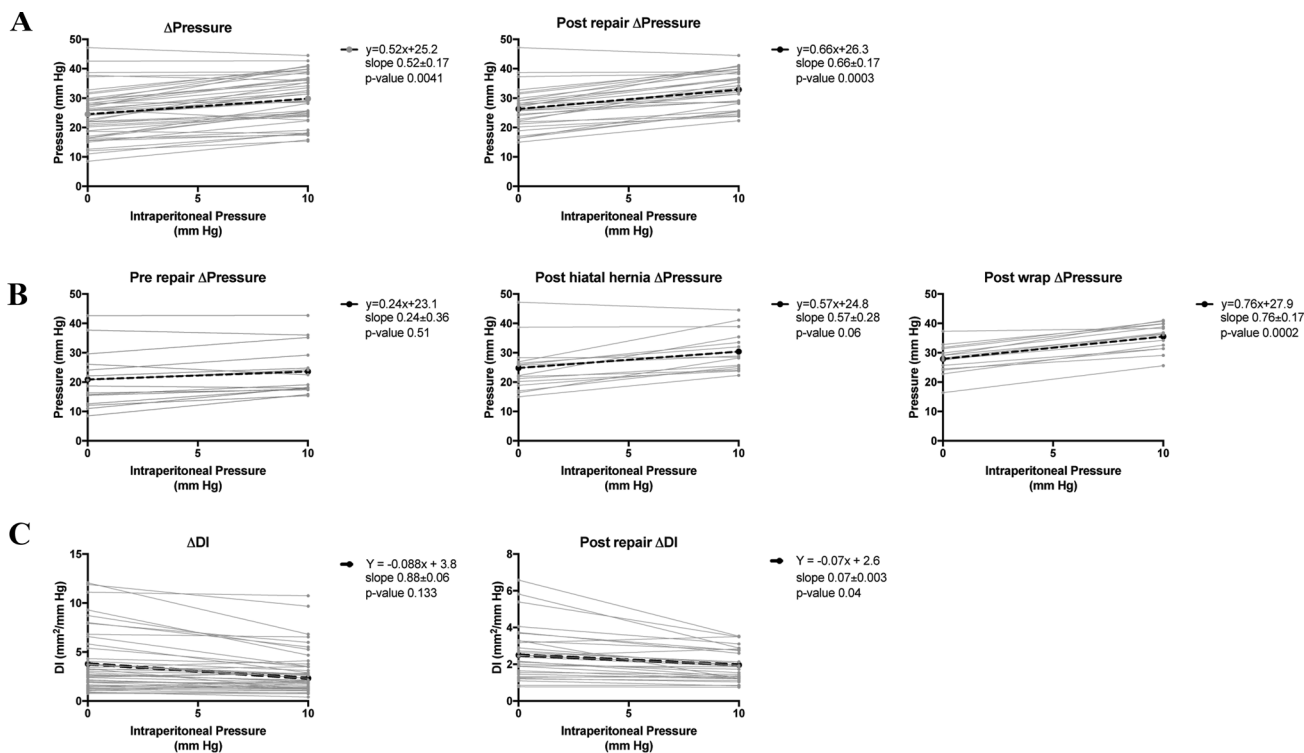 A
ΔPressure
Pressure (mm Hg)
50
40
30
20
10
0
0 5 10
Intraperitoneal Pressure
(mm Hg)
y=0.52x+25.2
slope 0.52±0.17
p-value 0.0041
Post repair ΔPressure
Pressure (mm Hg)
50
40
30
20
10
0
0 5 10
Intraperitoneal Pressure
(mm Hg)
y=0.66x+26.3
slope 0.66±0.17
p-value 0.0003
B
Pre repair ΔPressure
Pressure (mm Hg)
50
40
30
20
10
0
0 5 10
Intraperitoneal Pressure
(mm Hg)
y=0.24x+23.1
slope 0.24±0.36
p-value 0.51
Post hiatal hernia ΔPressure
Pressure (mm Hg)
50
40
30
20
10
0
0 5 10
Intraperitoneal Pressure
(mm Hg)
y=0.57x+24.8
slope 0.57±0.28
p-value 0.06
Post wrap ΔPressure
Pressure (mm Hg)
50
40
30
20
10
0
0 5 10
Intraperitoneal Pressure
(mm Hg)
y=0.76x+27.9
slope 0.76±0.17
p-value 0.0002
C
ΔDI
DI (mm²/mm Hg)
15
10
5
0
0 5 10
Intraperitoneal Pressure
(mm Hg)
Y = -0.088x + 3.8
slope 0.88±0.06
p-value 0.133
Post repair ΔDI
DI (mm²/mm Hg)
8
6
4
2
0
0 5 10
Intraperitoneal Pressure
(mm Hg)
Y = -0.07x + 2.6
slope 0.07±0.003
p-value 0.04